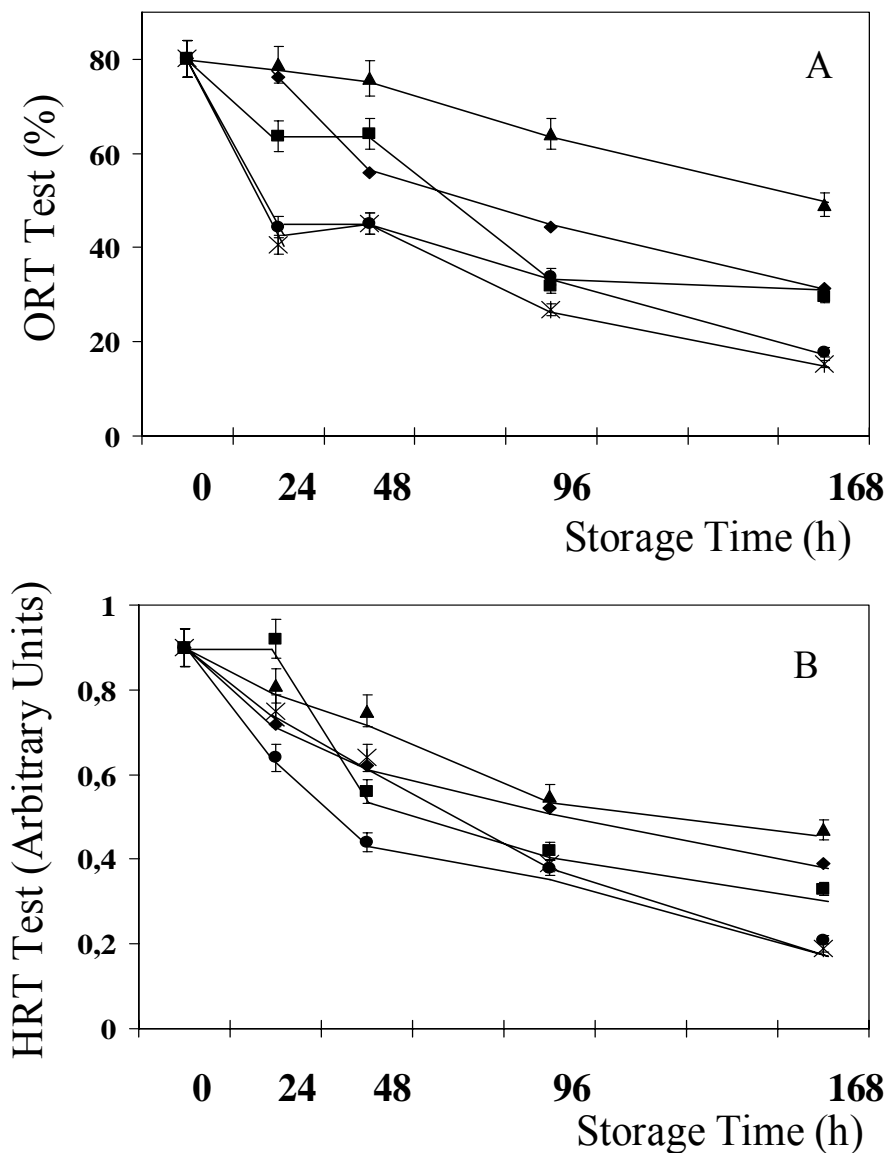 A
80
60
40
20
0
ORT Test (%)
0 24 48 96 168
Storage Time (h)
B
1
0,8
0,6
0,4
0,2
0
HRT Test (Arbitrary Units)
0 24 48 96 168
Storage Time (h)